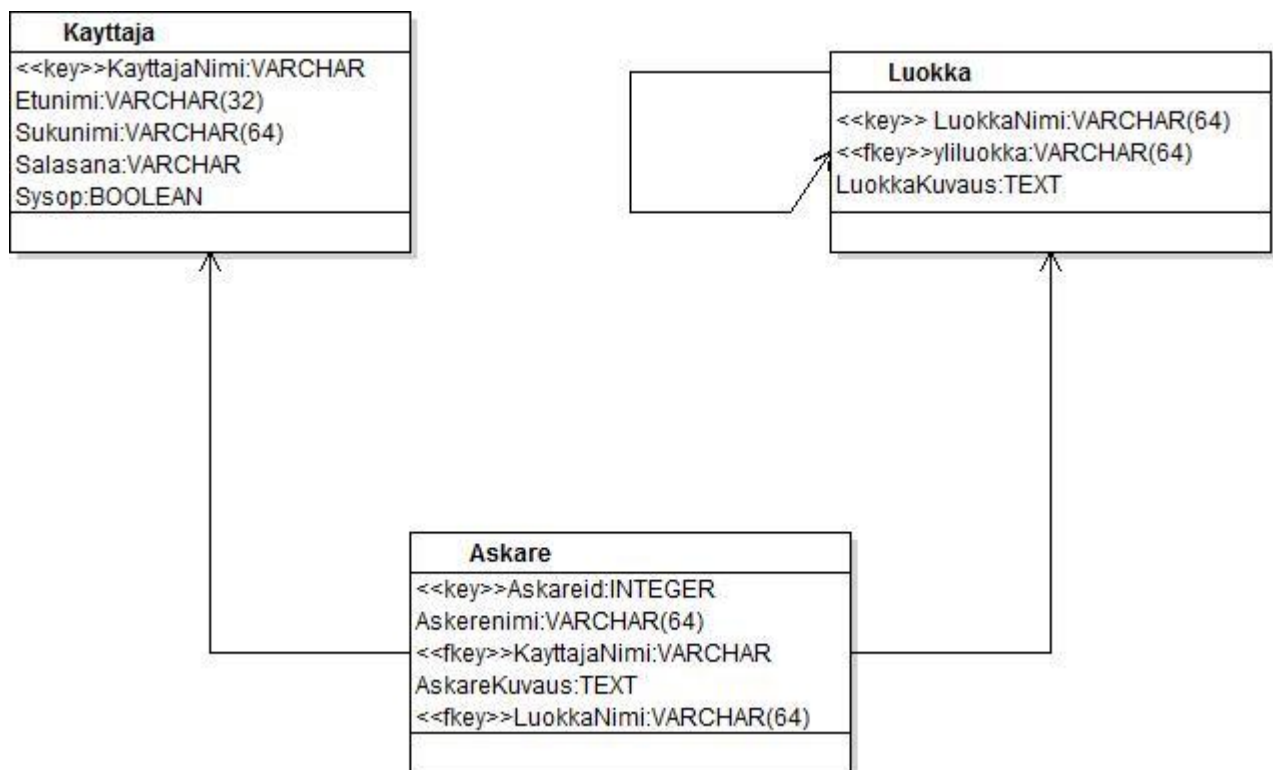 Kayttaja
<<key>>KayttajaNimi:VARCHAR
Etunimi:VARCHAR(32)
Sukunimi:VARCHAR(64)
Salasana:VARCHAR
Sysop:BOOLEAN
Luokka
<<key>> LuokkaNimi:VARCHAR(64)
<<fkey>>yliluokka:VARCHAR(64)
LuokkaKuvaus:TEXT
Askare
<<key>>Askareid:INTEGER
Askerenimi:VARCHAR(64)
<<fkey>>KayttajaNimi:VARCHAR
AskareKuvaus:TEXT
<<fkey>>LuokkaNimi:VARCHAR(64)